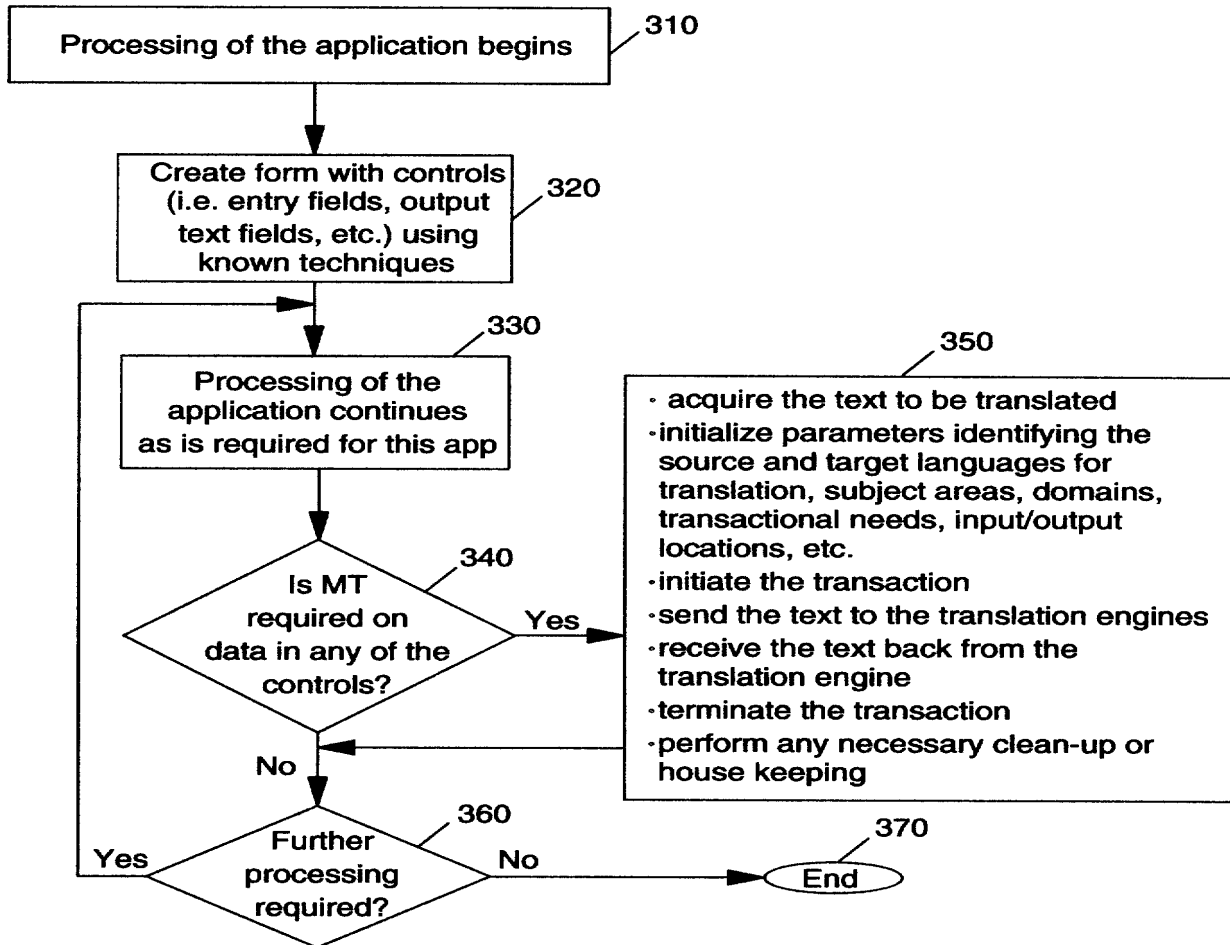 Processing of the application begins
310
Create form with controls
(i.e. entry fields, output
text fields, etc.) using
known techniques
320
330
Processing of the
application continues
as is required for this app
340
Is MT
required on
data in any of the
controls?
Yes
No
350
· acquire the text to be translated
·initialize parameters identifying the
source and target languages for
translation, subject areas, domains,
transactional needs, input/output
locations, etc.
·initiate the transaction
·send the text to the translation engines
·receive the text back from the
translation engine
·terminate the transaction
·perform any necessary clean-up or
house keeping
360
Further
processing
required?
Yes
No
370
End